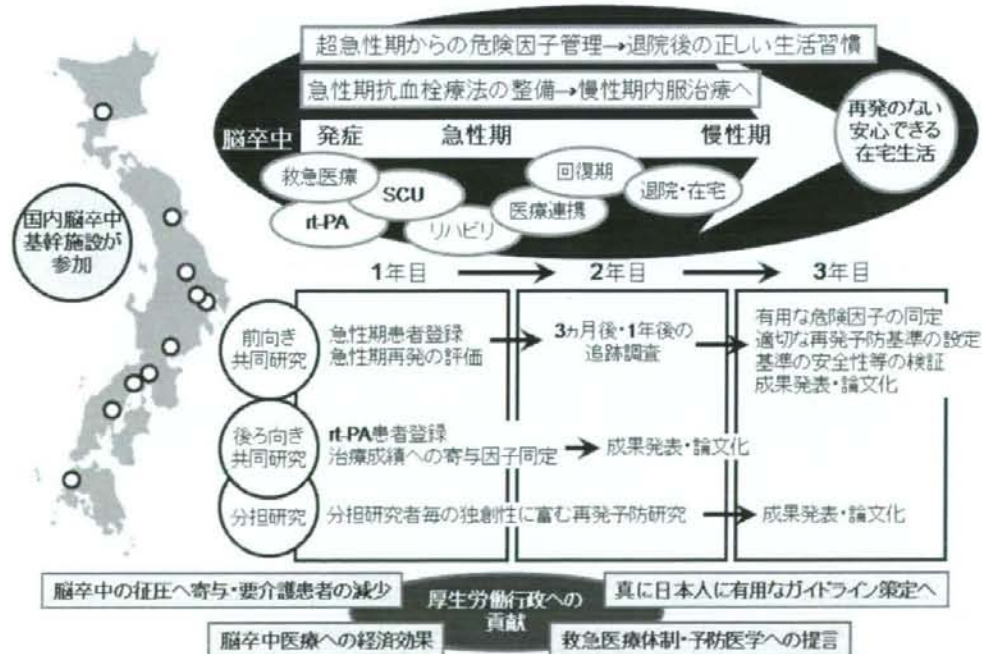 超急性期からの危険因子管理→退院後の正しい生活習慣
急性期抗血栓療法の整備→慢性期内服治療へ
再発のない
安心できる
在宅生活
脳卒中
発症
急性期
慢性期
救急医療
SCU
rt-PA
リハビリ
医療連携
回復期
退院・在宅
国内脳卒中
基幹施設が
参加
1年目
2年目
3年目
前向き
共同研究
急性期患者登録
急性期再発の評価
3ヵ月後・1年後の
追跡調査
有用な危険因子の同定
適切な再発予防基準の設定
基準の安全性等の検証
成果発表・論文化
後ろ向き
共同研究
rt-PA患者登録
治療成績への寄与因子同定
成果発表・論文化
分担研究
分担研究者毎の独創性に富む再発予防研究
成果発表・論文化
脳卒中の征圧へ寄与・要介護患者の減少
厚生労働行政への
貢献
真に日本人に有用なガイドライン策定へ
脳卒中医療への経済効果
救急医療体制・予防医学への提言